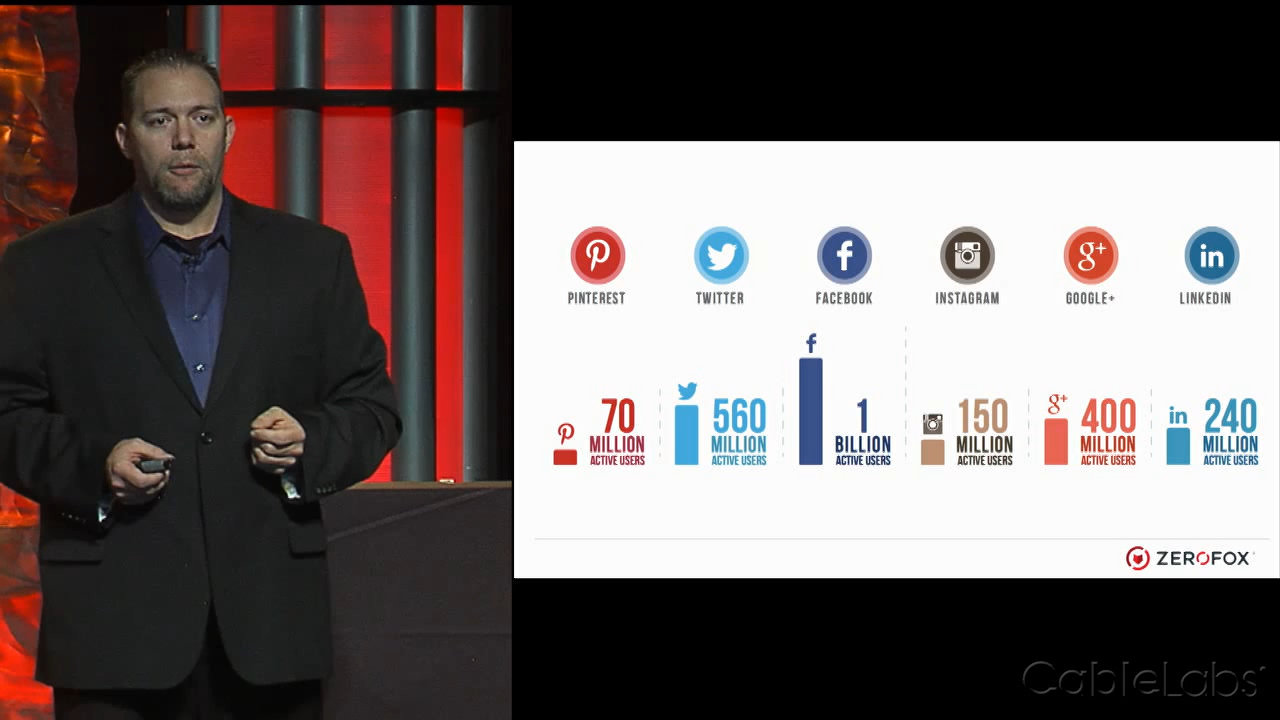 PINTEREST
TWITTER
FACEBOOK
INSTAGRAM
GOOGLE+
LINKEDIN
70
MILLION
ACTIVE USERS
560
MILLION
ACTIVE USERS
1
BILLION
ACTIVE USERS
150
MILLION
ACTIVE USERS
400
MILLION
ACTIVE USERS
240
MILLION
ACTIVE USERS
ZEROFOX
CableLabs